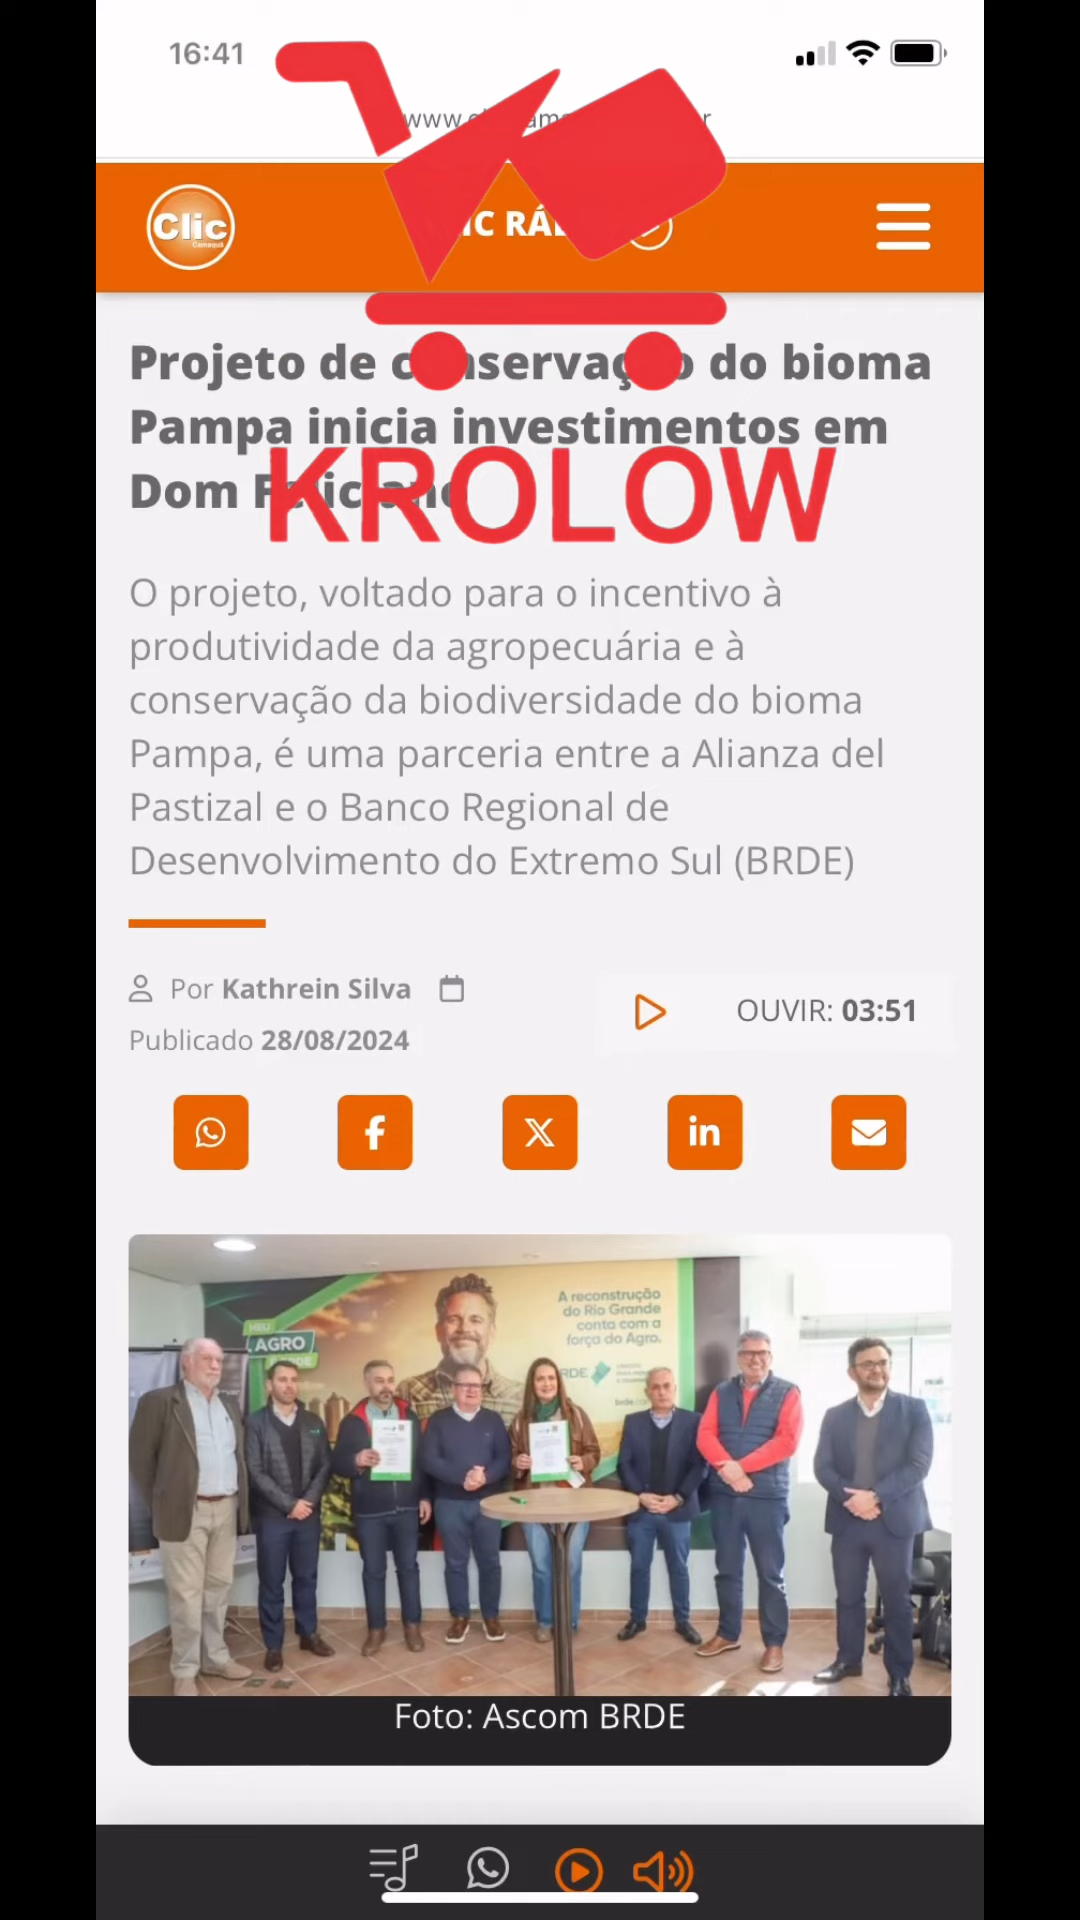 16:41
Clic
Camaquã
Projeto de conservação do bioma
Pampa inicia investimentos em
Dom Feliciano
KROLOW
O projeto, voltado para o incentivo à
produtividade da agropecuária e à
conservação da biodiversidade do bioma
Pampa, é uma parceria entre a Alianza del
Pastizal e o Banco Regional de
Desenvolvimento do Extremo Sul (BRDE)
Por Kathrein Silva
OUVIR: 03:51
Publicado 28/08/2024
A reconstrução
do Rio Grande
conta com a
força do Agro.
AGRO
Foto: Ascom BRDE